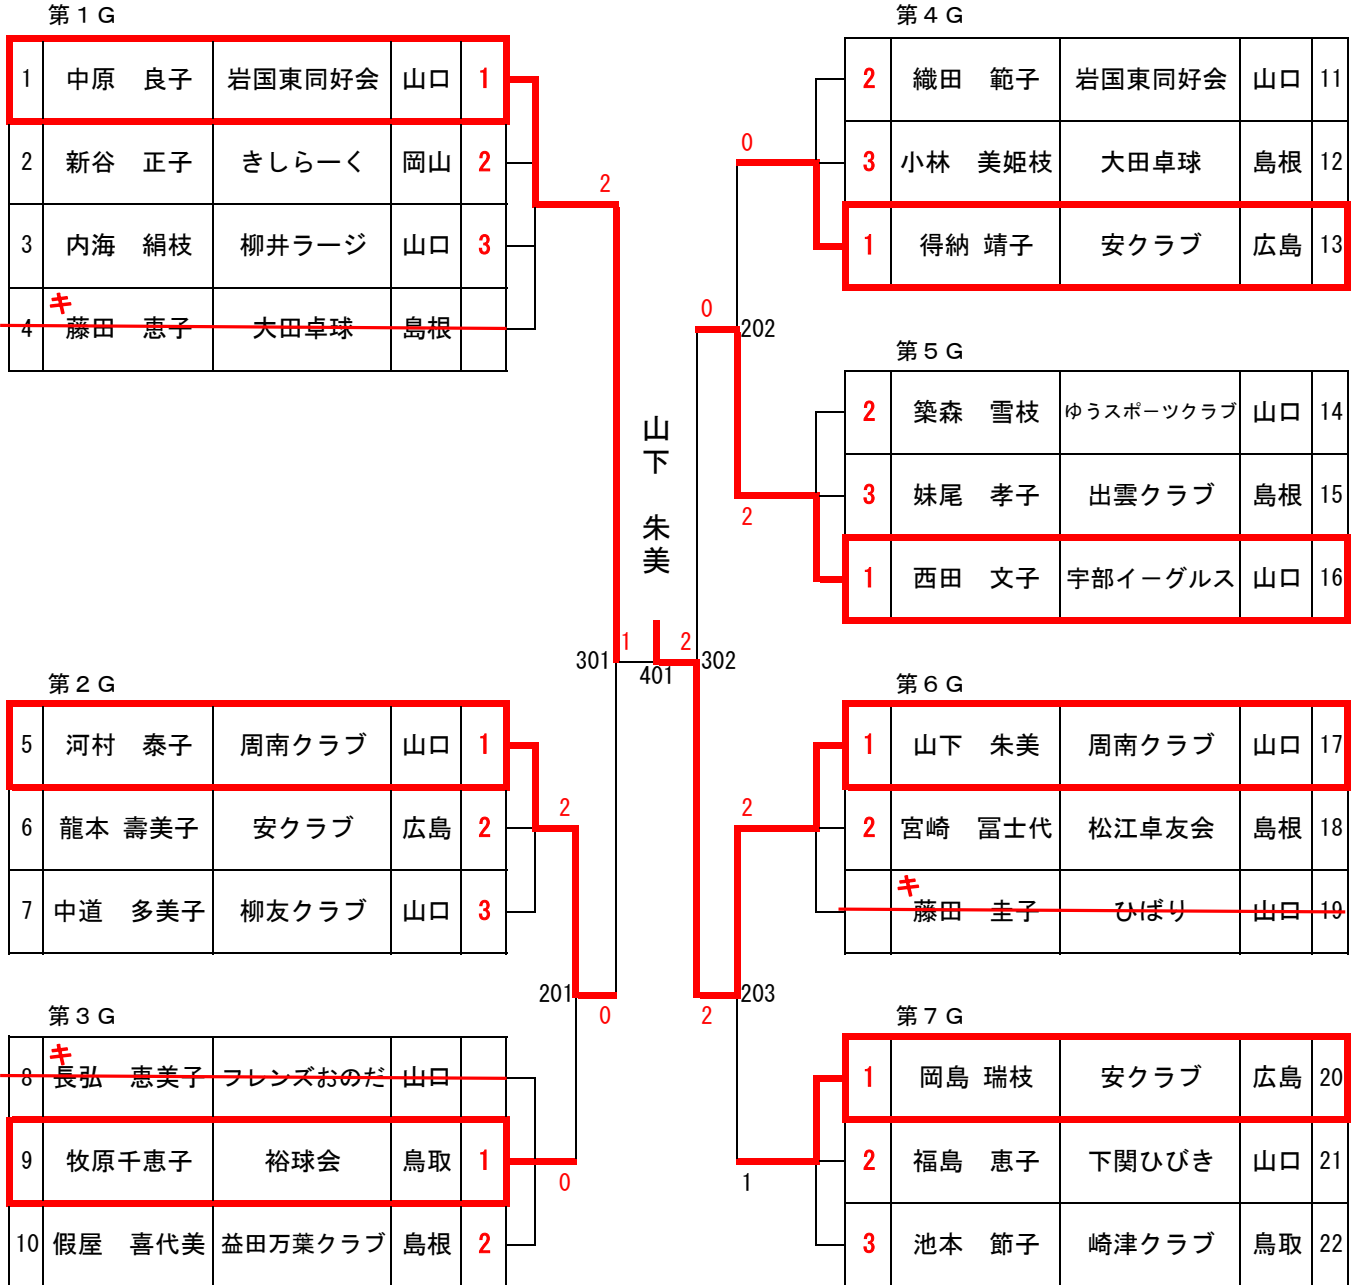 第１Ｇ
1 中原　良子 岩国東同好会 山口 1
2 新谷　正子 きしらーく 岡山 2
3 内海　絹枝 柳井ラージ 山口 3
キ
4 藤田　恵子 大田卓球 島根
第２Ｇ
5 河村　泰子 周南クラブ 山口 1
6 龍本 壽美子 安クラブ 広島 2
7 中道　多美子 柳友クラブ 山口 3
第３Ｇ
キ
8 長弘　恵美子 フレンズおのだ 山口
9 牧原千恵子 裕球会 鳥取 1
10 假屋　喜代美 益田万葉クラブ 島根 2
2
2
201
0
0
301
1
山下　朱美
401
2
302
0
202
0
2
2
203
2
1
第４Ｇ
2 織田　範子 岩国東同好会 山口 11
3 小林　美姫枝 大田卓球 島根 12
1 得納 靖子 安クラブ 広島 13
第５Ｇ
2 築森　雪枝 ゆうスポーツクラブ 山口 14
3 妹尾　孝子 出雲クラブ 島根 15
1 西田　文子 宇部イーグルス 山口 16
第６Ｇ
1 山下　朱美 周南クラブ 山口 17
2 宮崎　冨士代 松江卓友会 島根 18
キ
藤田　圭子 ひばり 山口 19
第７Ｇ
1 岡島 瑞枝 安クラブ 広島 20
2 福島　恵子 下関ひびき 山口 21
3 池本　節子 崎津クラブ 鳥取 22